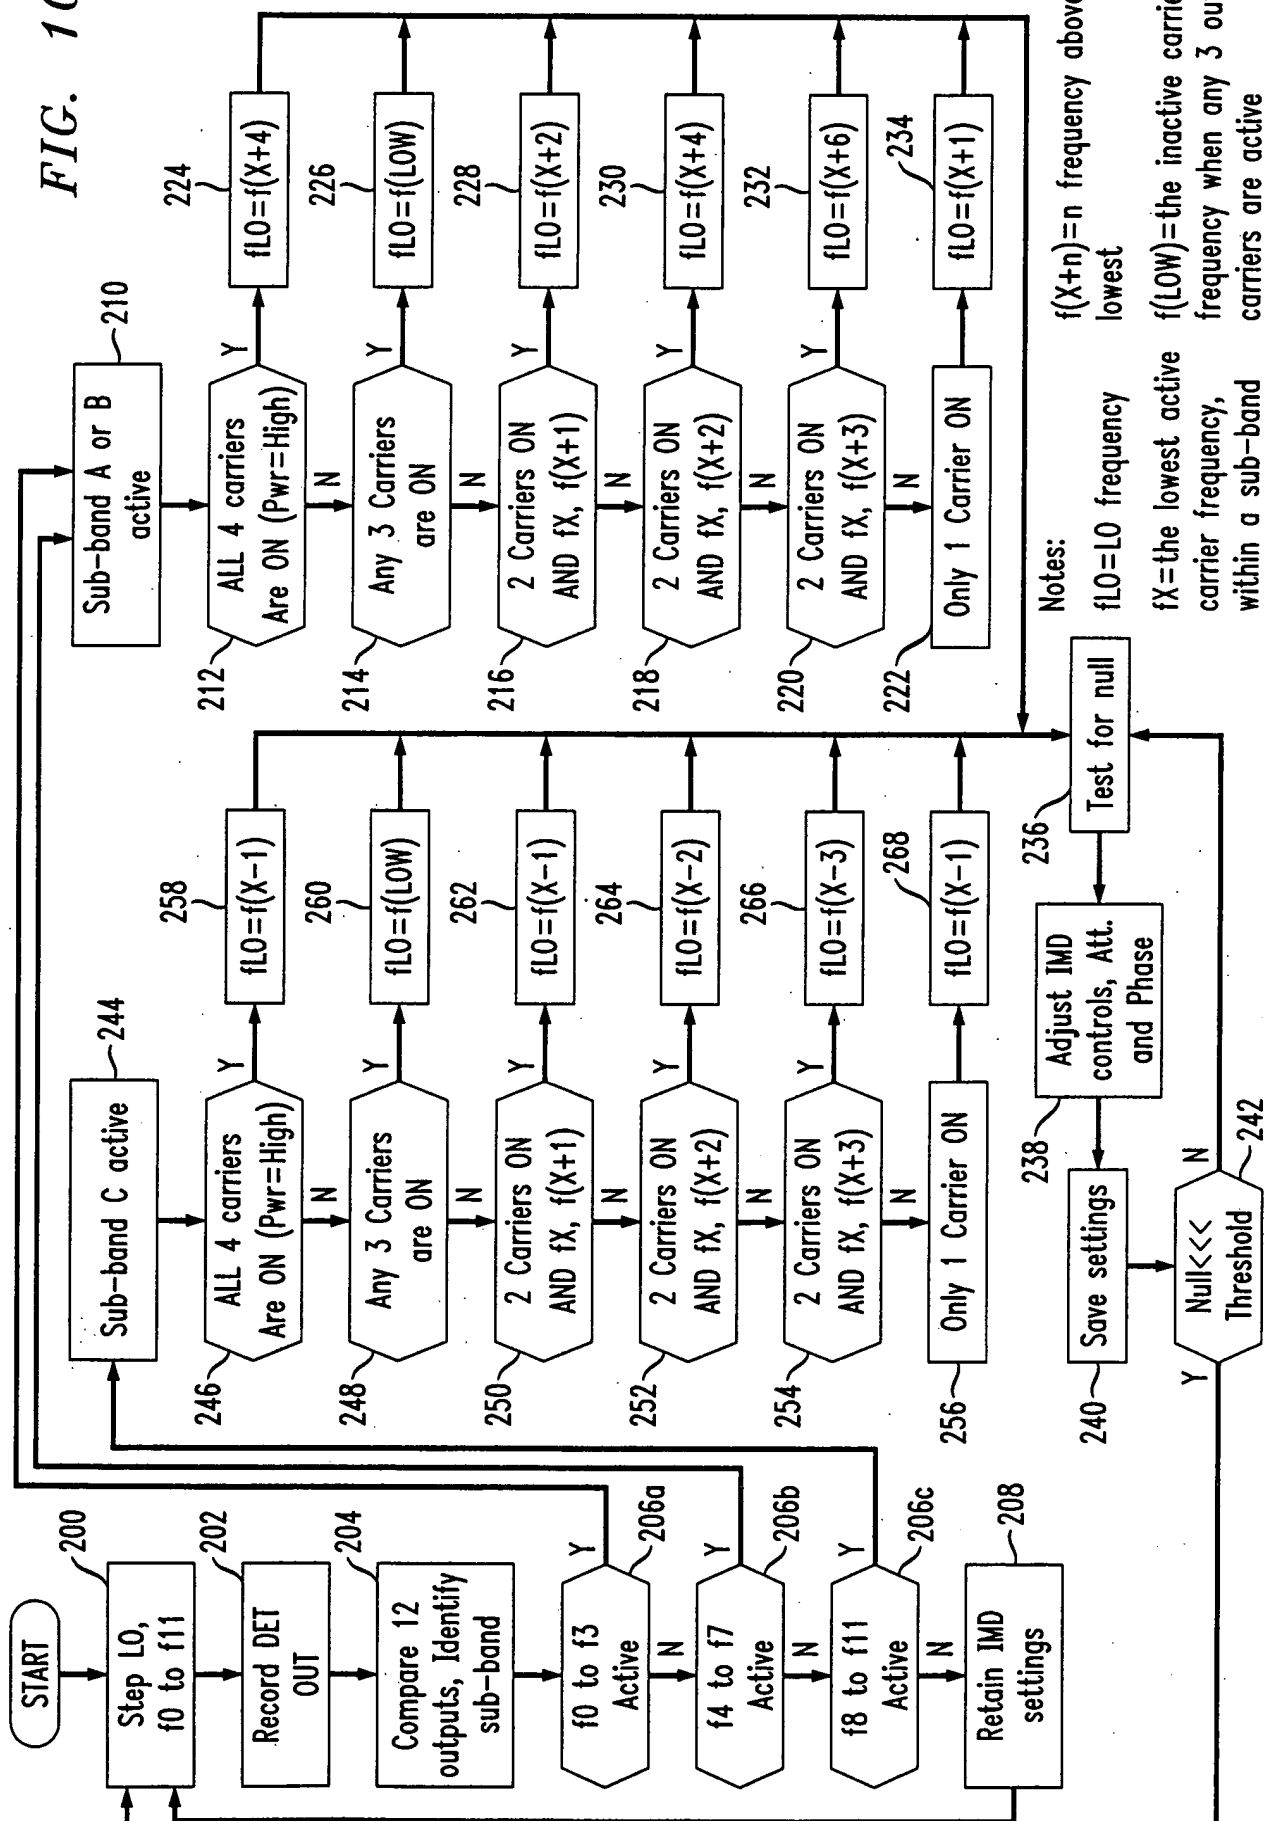 FIG. 10
START
200
Step LO,
f0 to f11
202
Record DET
OUT
204
Compare 12
outputs, Identify
sub-band
206a
f0 to f3
Active
Y
N
206b
f4 to f7
Active
Y
N
206c
f8 to f11
Active
Y
N
208
Retain IMD
settings
244
Sub-band C active
246
ALL 4 carriers
Are ON (Pwr=High)
Y
N
258
fLO=f(X-1)
248
Any 3 Carriers
are ON
Y
N
260
fLO=f(LOW)
250
2 Carriers ON
AND fX, f(X+1)
Y
N
262
fLO=f(X-1)
252
2 Carriers ON
AND fX, f(X+2)
Y
N
264
fLO=f(X-2)
254
2 Carriers ON
AND fX, f(X+3)
Y
N
266
fLO=f(X-3)
256
Only 1 Carrier ON
268
fLO=f(X-1)
210
Sub-band A or B
active
212
ALL 4 carriers
Are ON (Pwr=High)
Y
N
224
fLO=f(X+4)
214
Any 3 Carriers
are ON
Y
N
226
fLO=f(LOW)
216
2 Carriers ON
AND fX, f(X+1)
Y
N
228
fLO=f(X+2)
218
2 Carriers ON
AND fX, f(X+2)
Y
N
230
fLO=f(X+4)
220
2 Carriers ON
AND fX, f(X+3)
Y
N
232
fLO=f(X+6)
222
Only 1 Carrier ON
234
fLO=f(X+1)
236
Test for null
238
Adjust IMD
controls, Att.
and Phase
240
Save settings
242
Null<<<
Threshold
Y
N
Notes:
fLO=LO frequency
fX=the lowest active
carrier frequency,
within a sub-band
f(X+n)=n frequency above
lowest
f(LOW)=the inactive
frequency when any 3
carriers are active